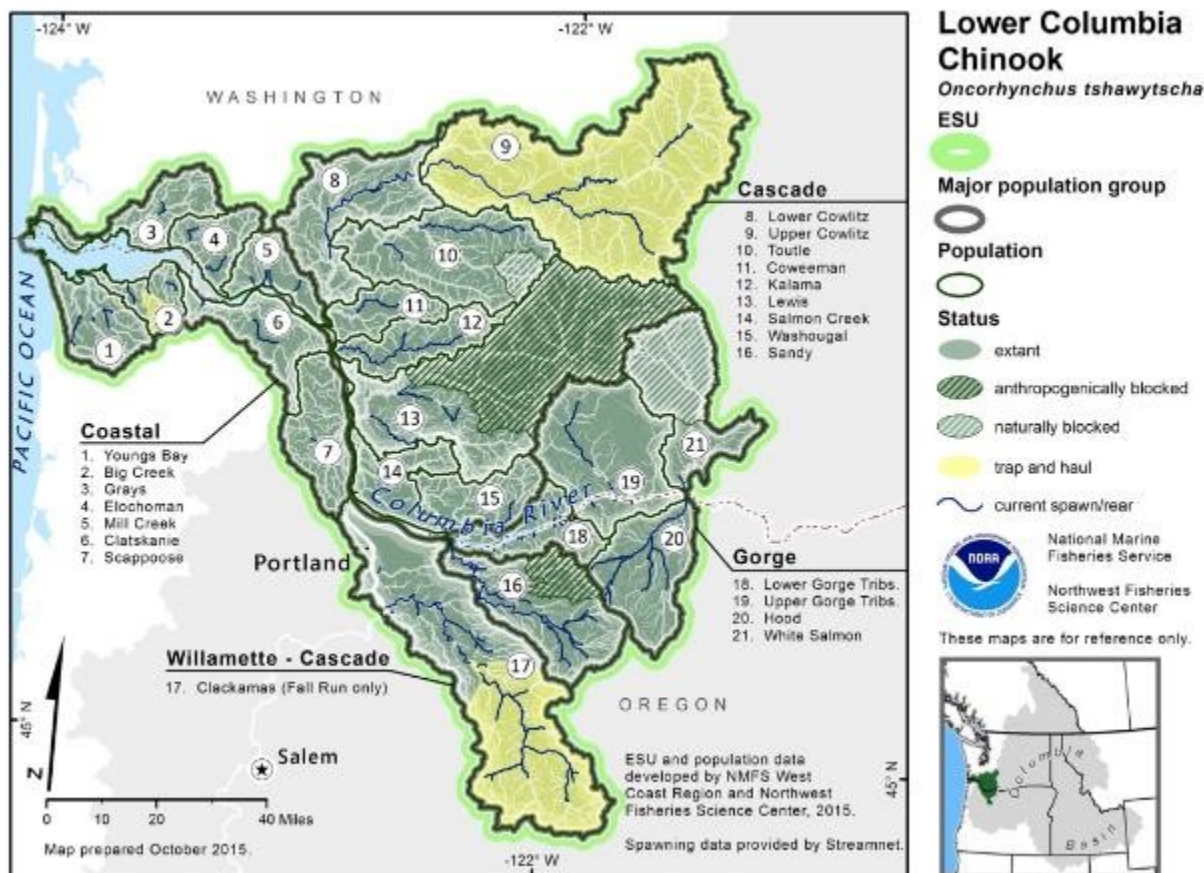 -124° W
-122° W
WASHINGTON
PACIFIC OCEAN
9
8
3
4
5
10
2
6
11
12
1
13
7
14
15
21
19
18
20
16
17
Columbia River
Coastal
1. Youngs Bay
2. Big Creek
3. Grays
4. Elochoman
5. Mill Creek
6. Clatskanie
7. Scappoose
Cascade
8. Lower Cowlitz
9. Upper Cowlitz
10. Toutle
11. Coweeman
12. Kalama
13. Lewis
14. Salmon Creek
15. Washougal
16. Sandy
Gorge
18. Lower Gorge Tribs.
19. Upper Gorge Tribs.
20. Hood
21. White Salmon
Portland
Willamette - Cascade
17. Clackamas (Fall Run only)
OREGON
Salem
45° N
45° N
N
0 10 20 40 Miles
Map prepared October 2015.
ESU and population data
developed by NMFS West
Coast Region and Northwest
Fisheries Science Center, 2015.
Spawning data provided by Streamnet.
-122° W
Lower Columbia
Chinook
Oncorhynchus tshawytscha
ESU
Major population group
Population
Status
extant
anthropogenically blocked
naturally blocked
trap and haul
current spawn/rear
NOAA
National Marine
Fisheries Service
Northwest Fisheries
Science Center
These maps are for reference only.
Columbia
Basin